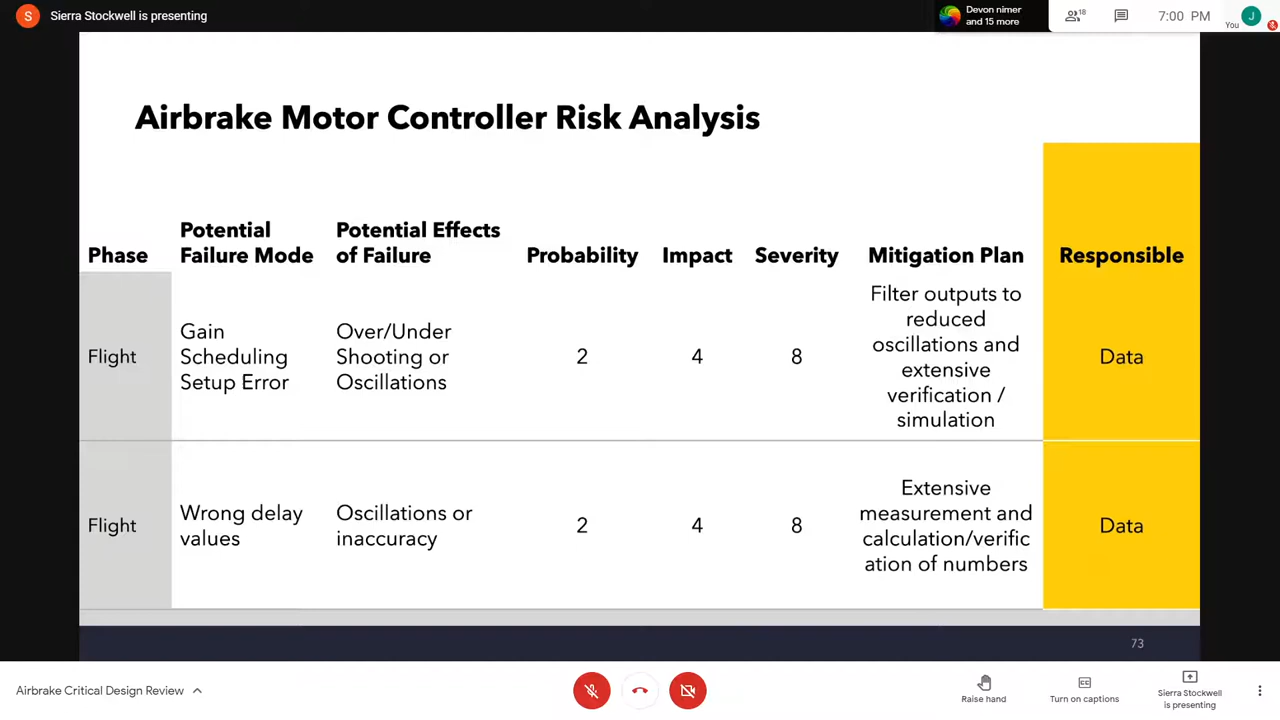 S Sierra Stockwell is presenting
Devon nimer
and 15 more
18
7:00 PM
J
You
Airbrake Motor Controller Risk Analysis
Phase
Potential
Failure Mode
Potential Effects
of Failure
Probability
Impact
Severity
Mitigation Plan
Responsible
Flight
Gain
Scheduling
Setup Error
Over/Under
Shooting or
Oscillations
2
4
8
Filter outputs to
reduced
oscillations and
extensive
verification /
simulation
Data
Flight
Wrong delay
values
Oscillations or
inaccuracy
2
4
8
Extensive
measurement and
calculation/verific
ation of numbers
Data
73
Airbrake Critical Design Review
Raise hand
CC
Turn on captions
Sierra Stockwell
is presenting